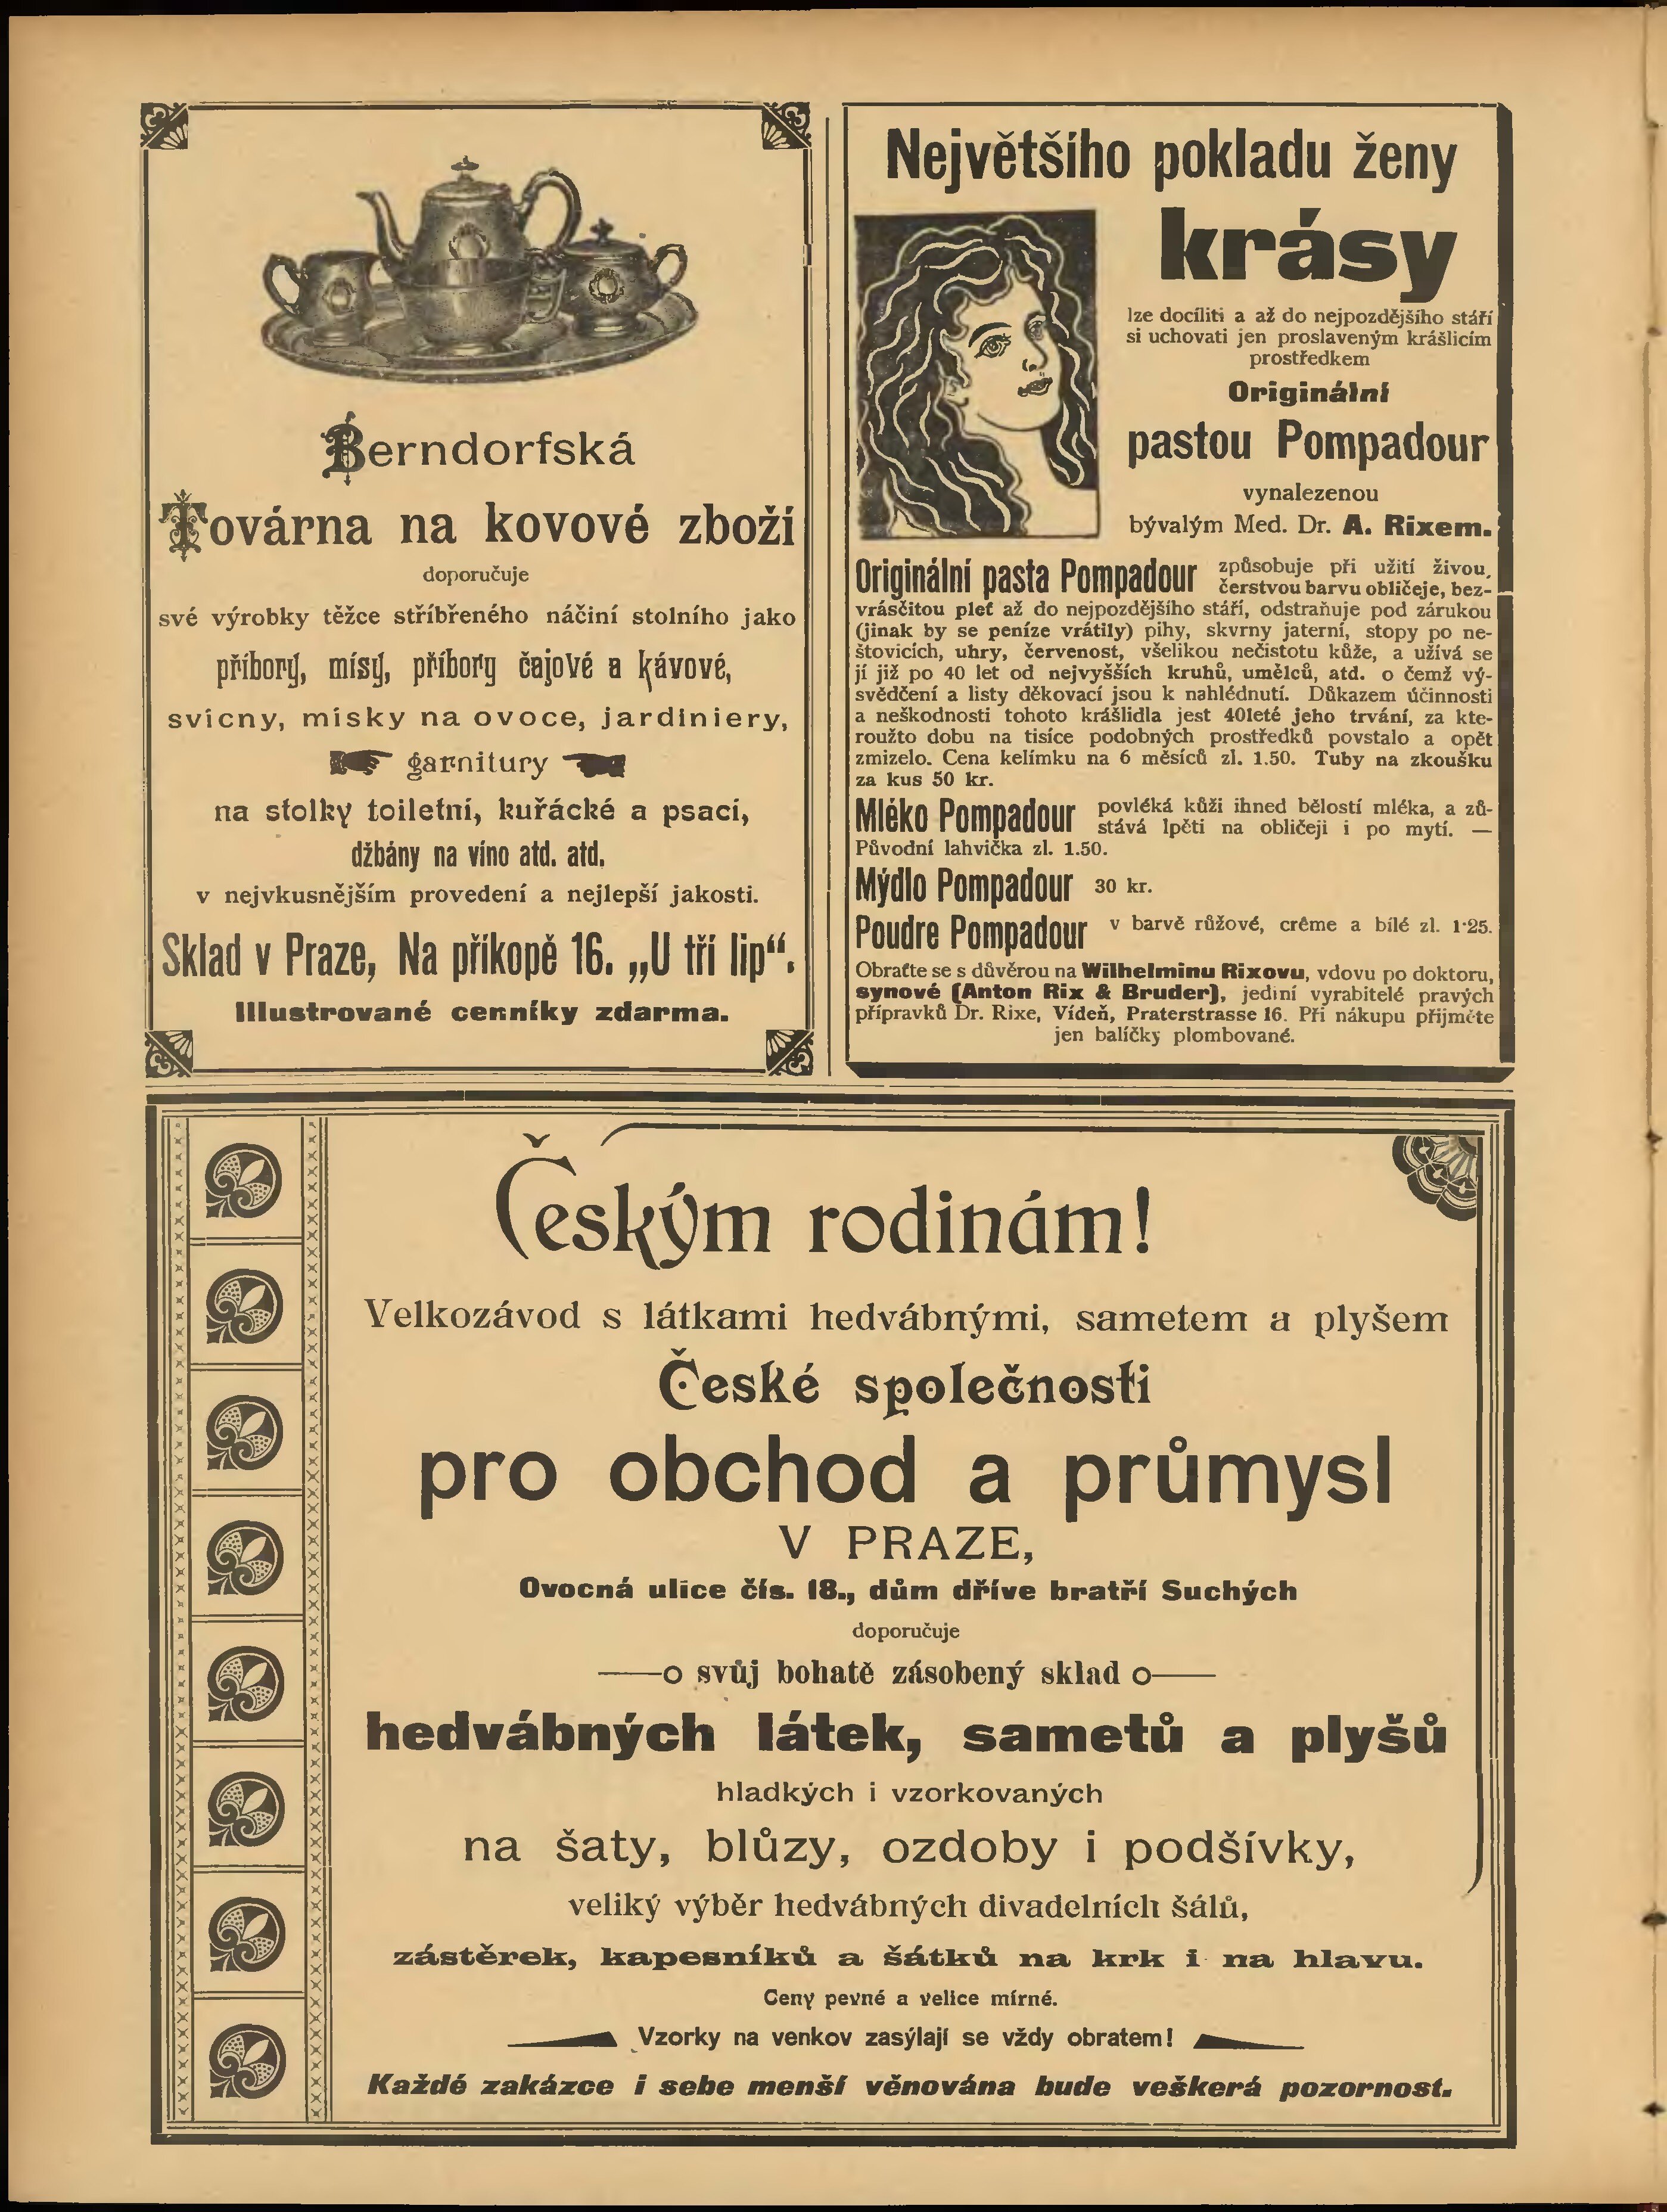 Berndorfská
Továrna na kovové zboží
doporučuje
své výrobky těžce stříbřeného náčiní stolního jako
příbory, mísy, příbory čajové a kávové,
svícny, misky na ovoce, jardiniery,
garnitury
na stolky toiletní, kuřácké a psací,
džbány na víno atd. atd.
v nejvkusnějším provedení a nejlepší jakosti.
Sklad v Praze, Na příkopě 16. „U tří lip“.
Illustrované cenníky zdarma.
Největšího pokladu ženy
krásy
lze docíliti a až do nejpozdějšího stáří
si uchovati jen proslaveným krášlicím
prostředkem
Originální
pastou Pompadour
vynalezenou
bývalým Med. Dr. A. Rixem.
Originální pasta Pompadour způsobuje při užití živou,
čerstvou barvu obličeje, bez-
vrásčitou pleť až do nejpozdějšího stáří, odstraňuje pod zárukou
(jinak by se peníze vrátily) pihy, skvrny jaterní, stopy po ne-
štovicích, uhry, červenost, všelikou nečistotu kůže, a užívá se
jí již po 40 let od nejvyšších kruhů, umělců, atd. o čemž vý-
svědčení a listy děkovací jsou k nahlédnutí. Důkazem účinnosti
a neškodnosti tohoto krášlidla jest 40leté jeho trvání, za kte-
roužto dobu na tisíce podobných prostředků povstalo a opět
zmizelo. Cena kelímku na 6 měsíců zl. 1.50. Tuby na zkoušku
za kus 50 kr.
Mléko Pompadour povléká kůži ihned bělostí mléka, a zů-
stává lpěti na obličeji i po mytí. —
Původní lahvička zl. 1.50.
Mýdlo Pompadour 30 kr.
Poudre Pompadour v barvě růžové, crême a bílé zl. 1·25.
Obraťte se s důvěrou na Wilhelminu Rixovu, vdovu po doktoru,
synové (Anton Rix & Bruder), jediní vyrabitelé pravých
přípravků Dr. Rixe, Vídeň, Praterstrasse 16. Při nákupu přijměte
jen balíčky plombované.
Českým rodinám!
Velkozávod s látkami hedvábnými, sametem a plyšem
České společnosti
pro obchod a průmysl
V PRAZE,
Ovocná ulice čís. 18., dům dříve bratří Suchých
doporučuje
svůj bohatě zásobený sklad
hedvábných látek, sametů a plyšů
hladkých i vzorkovaných
na šaty, blůzy, ozdoby i podšívky,
veliký výběr hedvábných divadelních šálů,
zástěrek, kapesníků a šátků na krk i na hlavu.
Ceny pevné a velice mírné.
Vzorky na venkov zasýlají se vždy obratem!
Každé zakázce i sebe menší věnována bude veškerá pozornost.